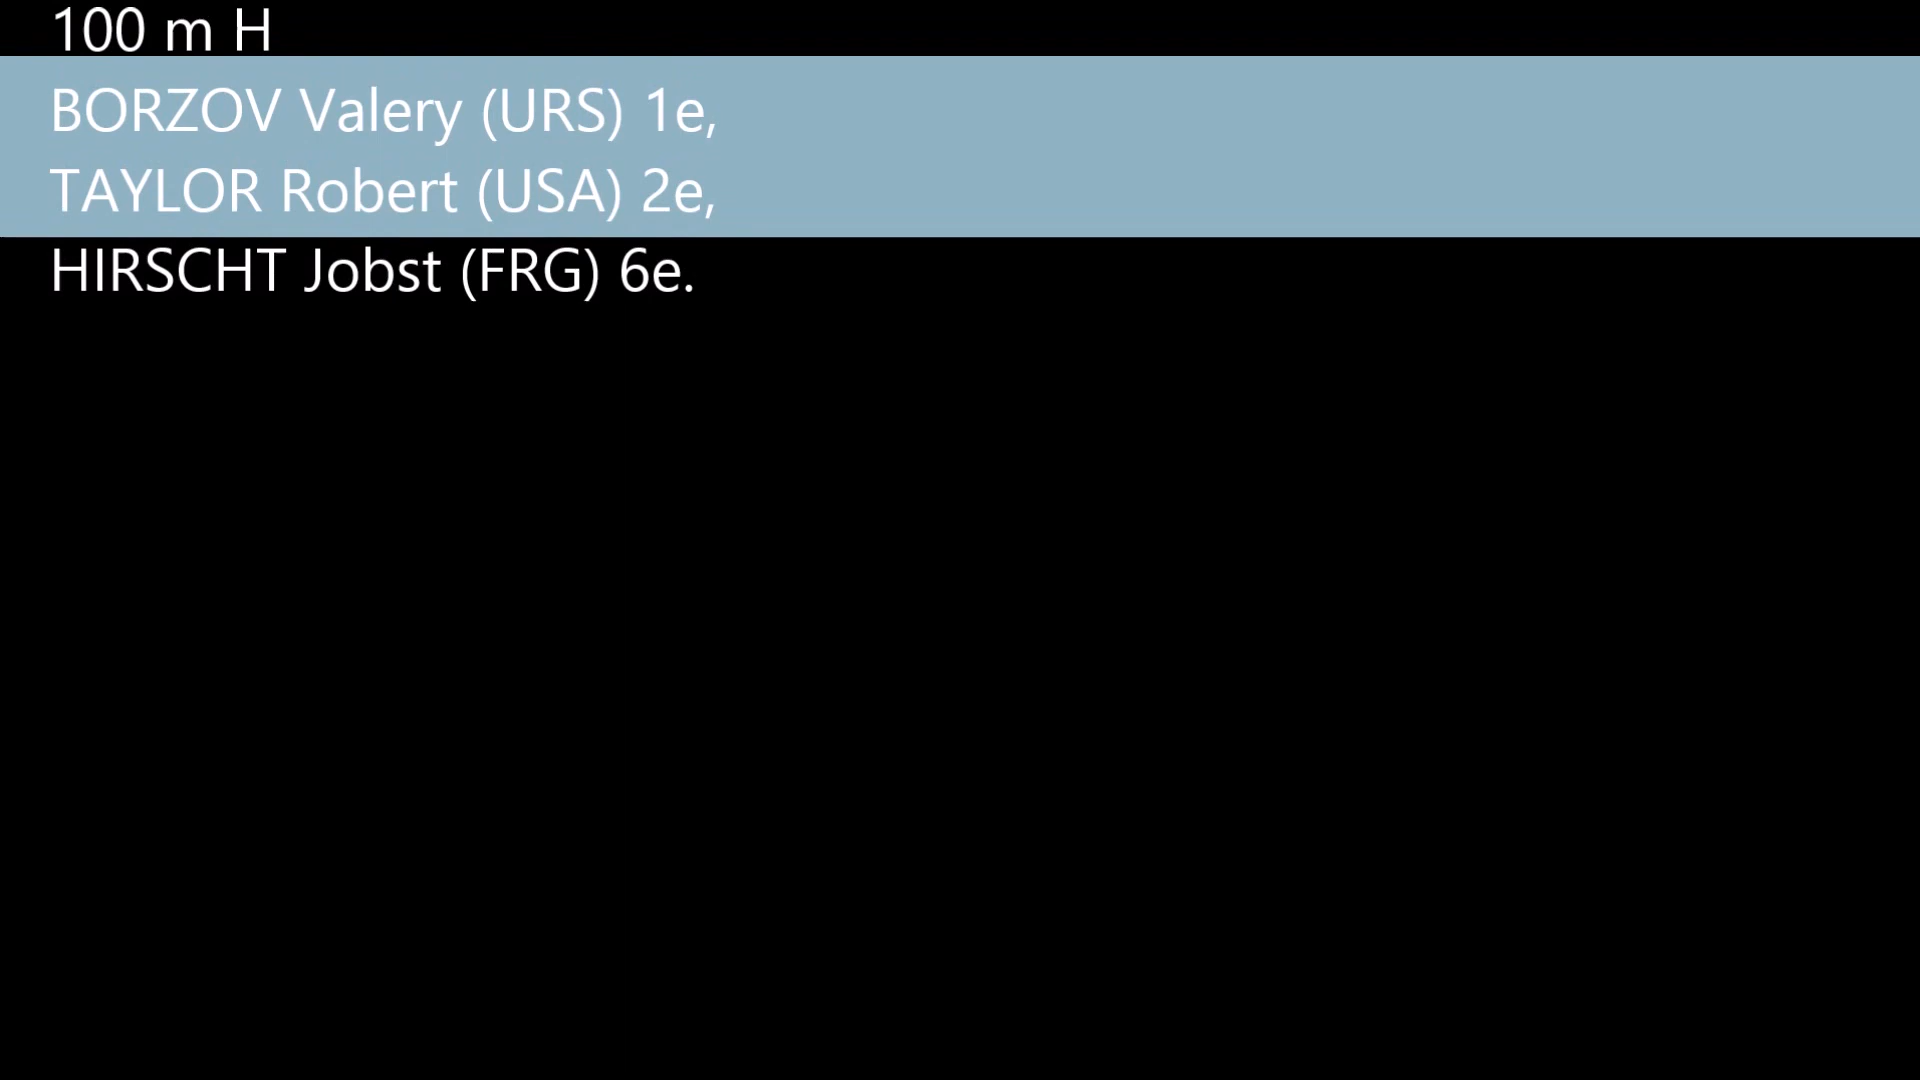 100 m H
BORZOV Valery (URS) 1e,
TAYLOR Robert (USA) 2e,
HIRSCHT Jobst (FRG) 6e.